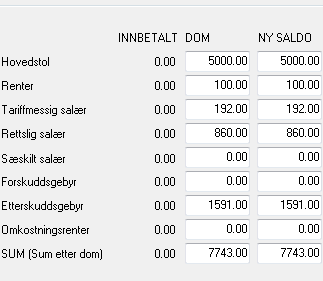 INNBETALT DOM NY SALDO
Hovedstol 0.00 5000.00 5000.00
Renter 0.00 100.00 100.00
Tariffmessig salær 0.00 192.00 192.00
Rettslig salær 0.00 860.00 860.00
Sæskilt salær 0.00 0.00 0.00
Forskuddsgebyr 0.00 0.00 0.00
Etterskuddsgebyr 0.00 1591.00 1591.00
Omkostningsrenter 0.00 0.00 0.00
SUM (Sum etter dom) 0.00 7743.00 7743.00